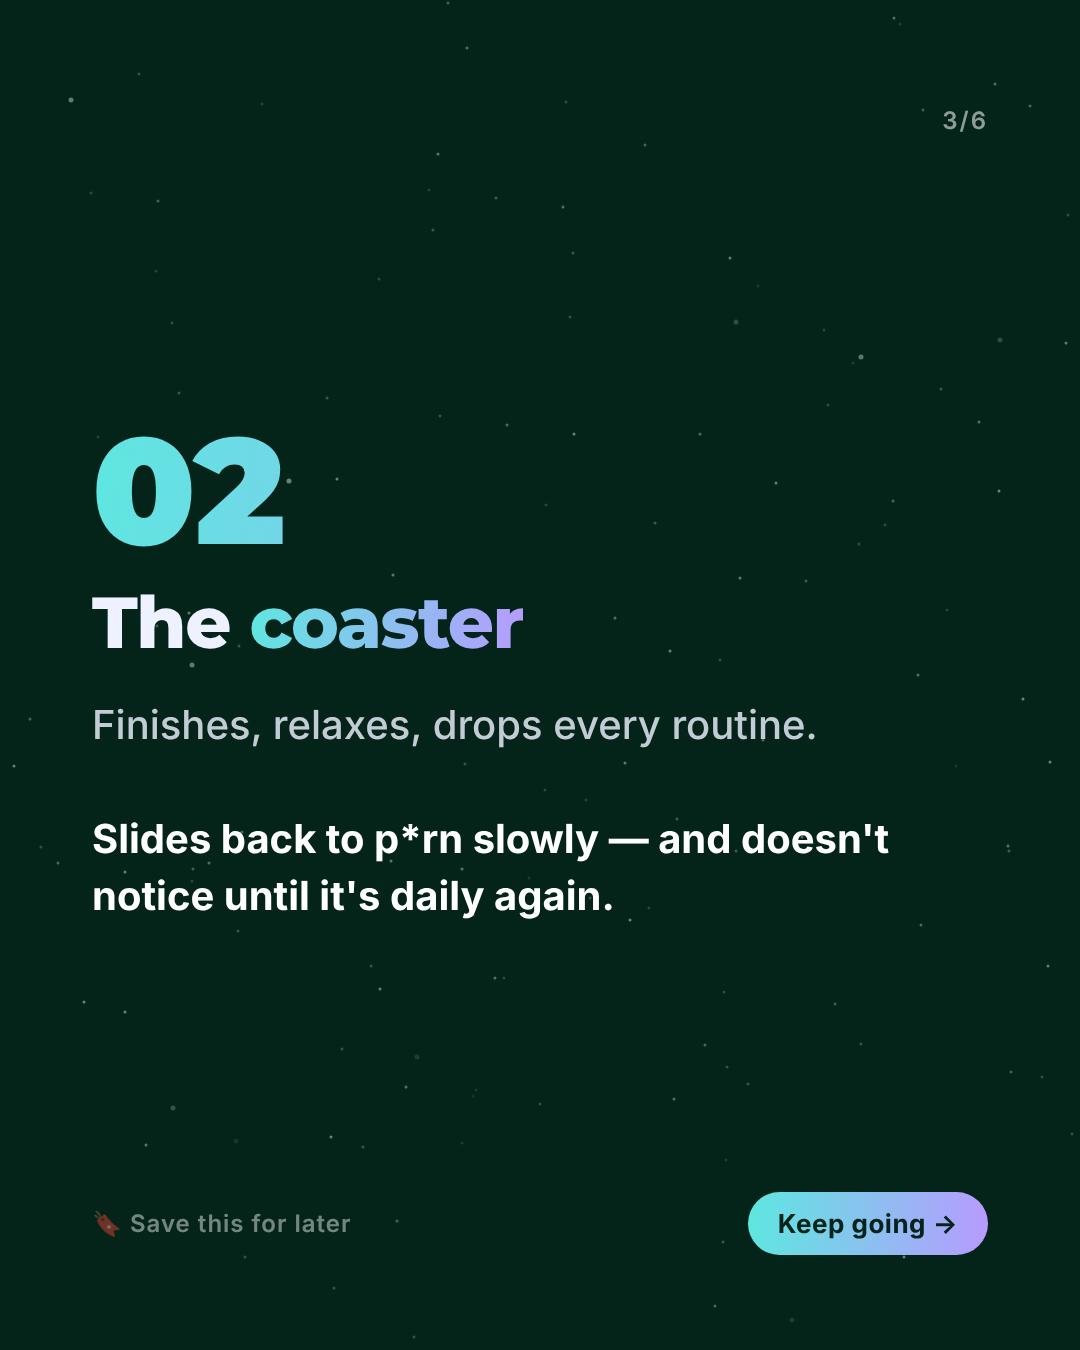 3/6
02
The coaster
Finishes, relaxes, drops every routine.
Slides back to p*rn slowly — and doesn't
notice until it's daily again.
🔖 Save this for later
Keep going →